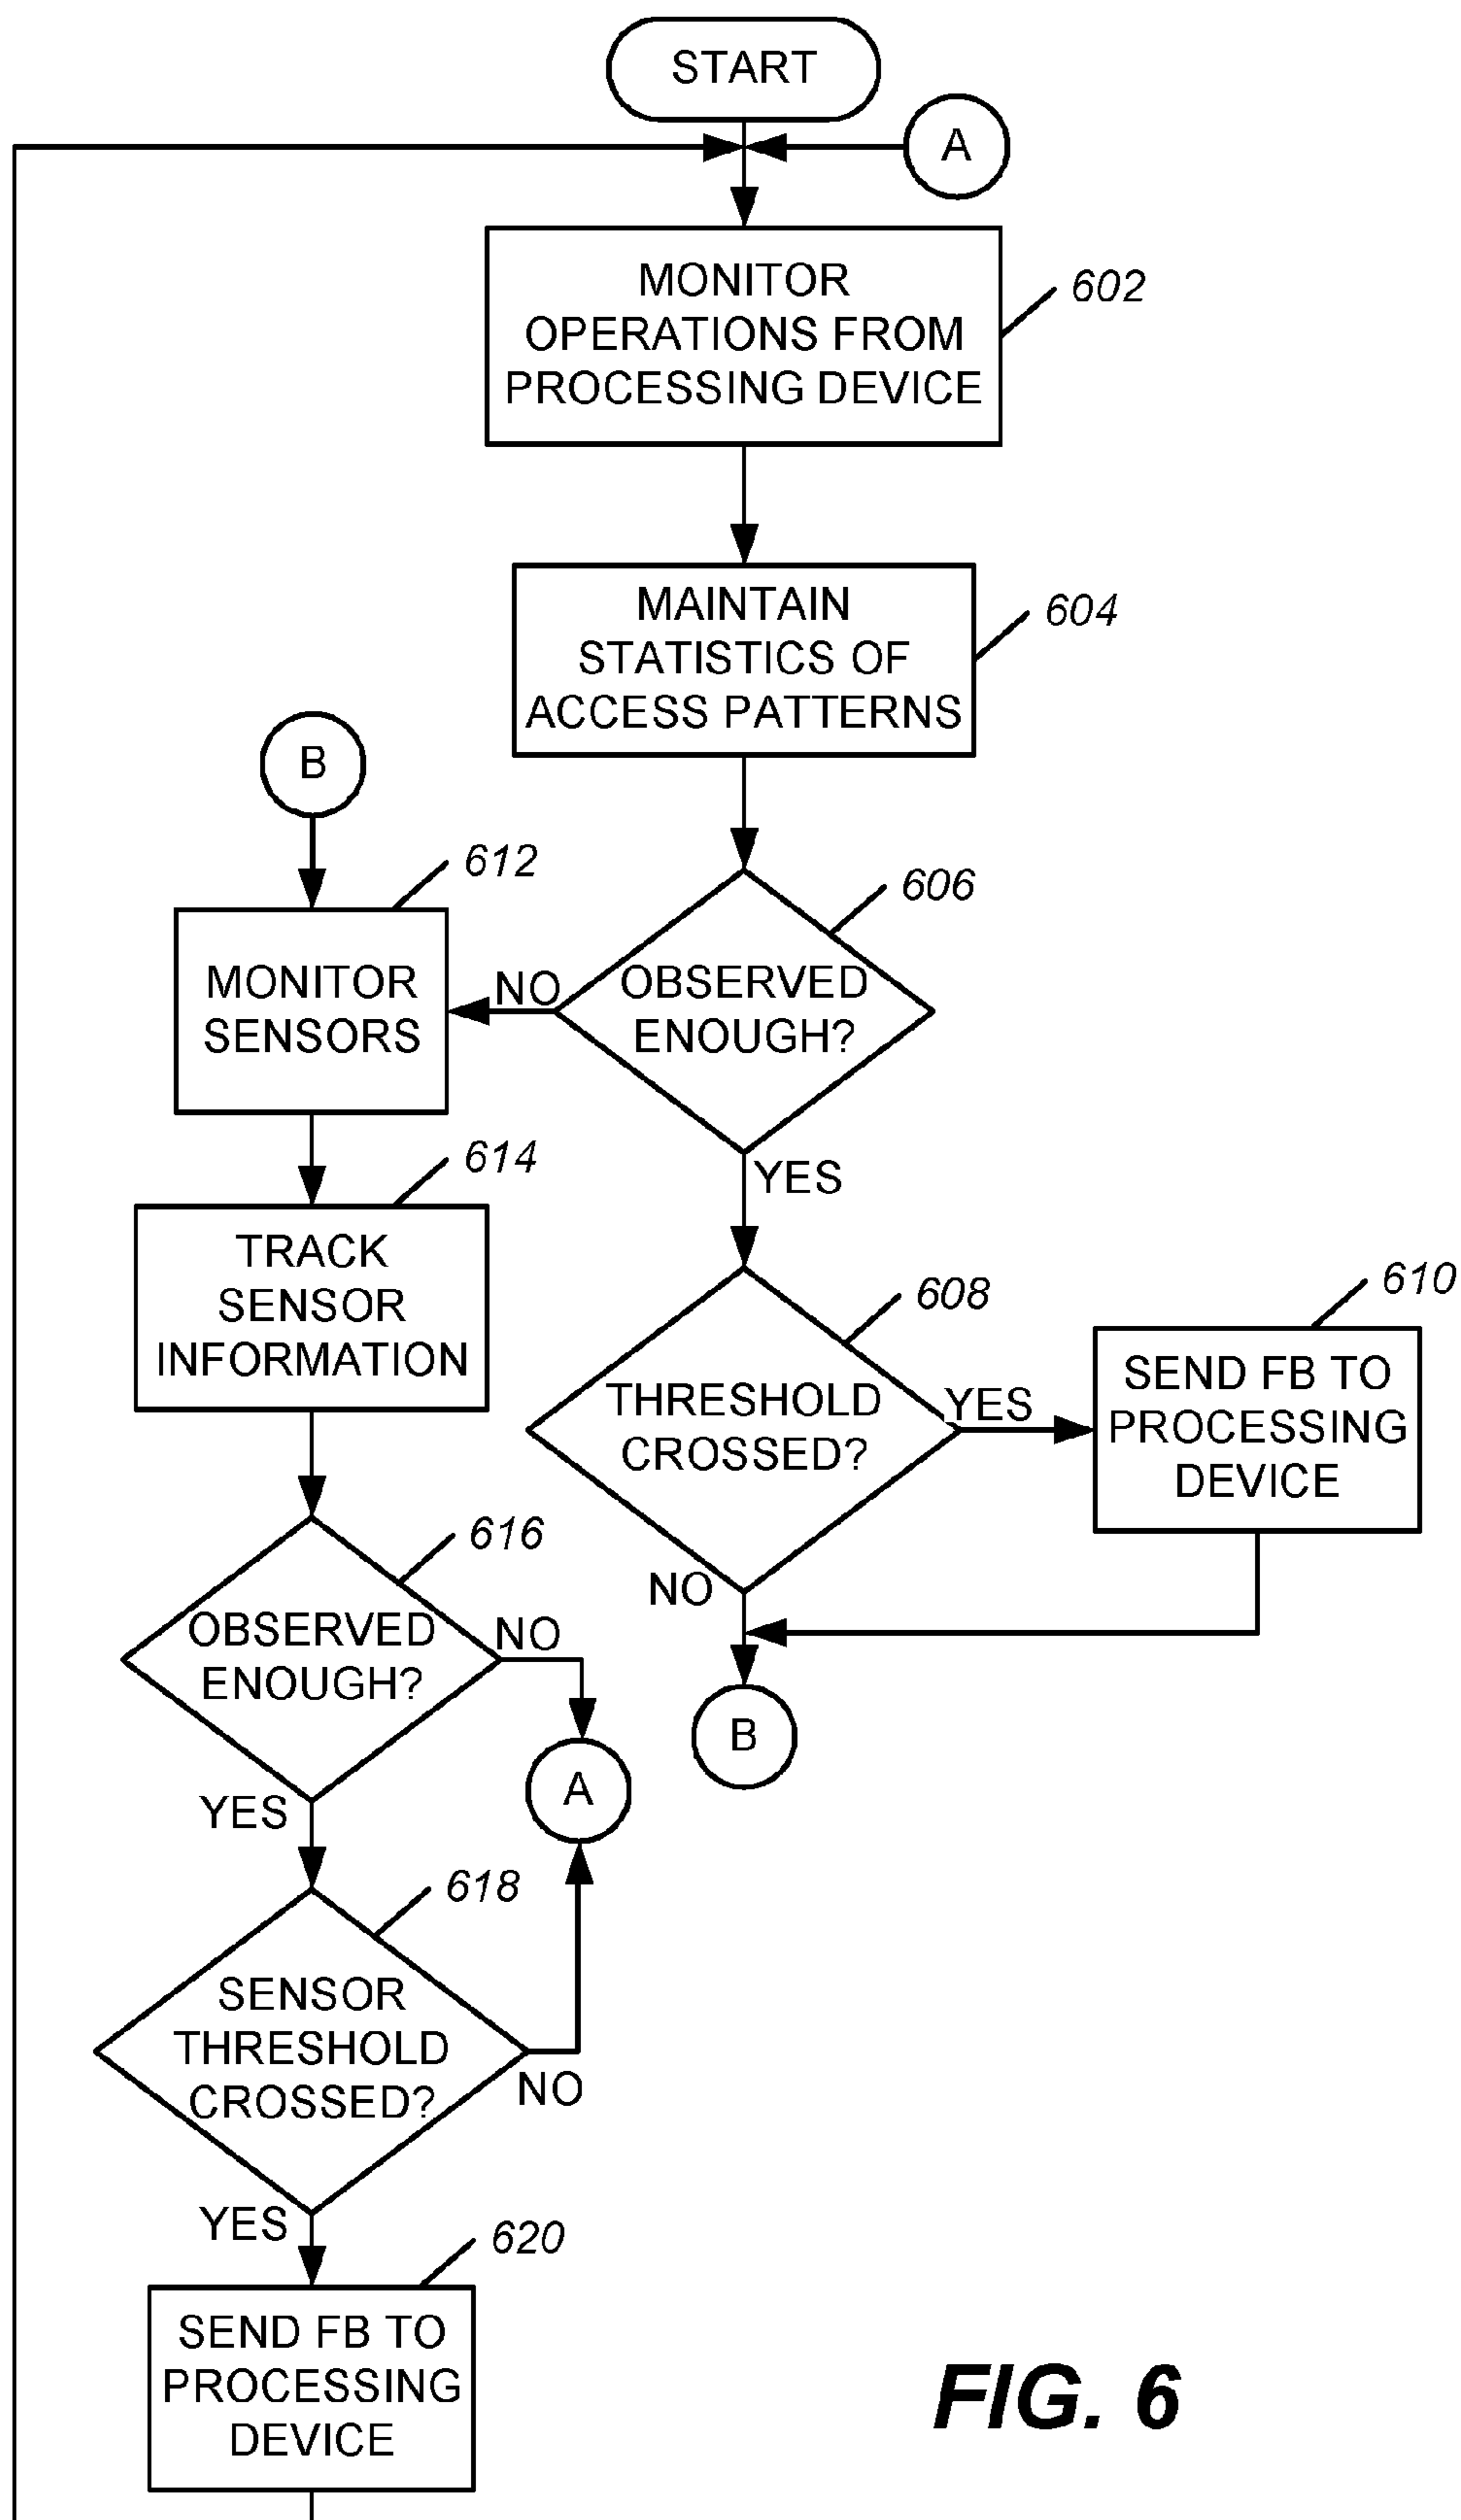 START
A
MONITOR
OPERATIONS FROM
PROCESSING DEVICE
602
MAINTAIN
STATISTICS OF
ACCESS PATTERNS
604
B
612
MONITOR
SENSORS
NO
OBSERVED
ENOUGH?
606
YES
614
TRACK
SENSOR
INFORMATION
THRESHOLD
CROSSED?
608
YES
610
SEND FB TO
PROCESSING
DEVICE
NO
B
616
OBSERVED
ENOUGH?
NO
A
YES
618
SENSOR
THRESHOLD
CROSSED?
NO
YES
620
SEND FB TO
PROCESSING
DEVICE
FIG. 6